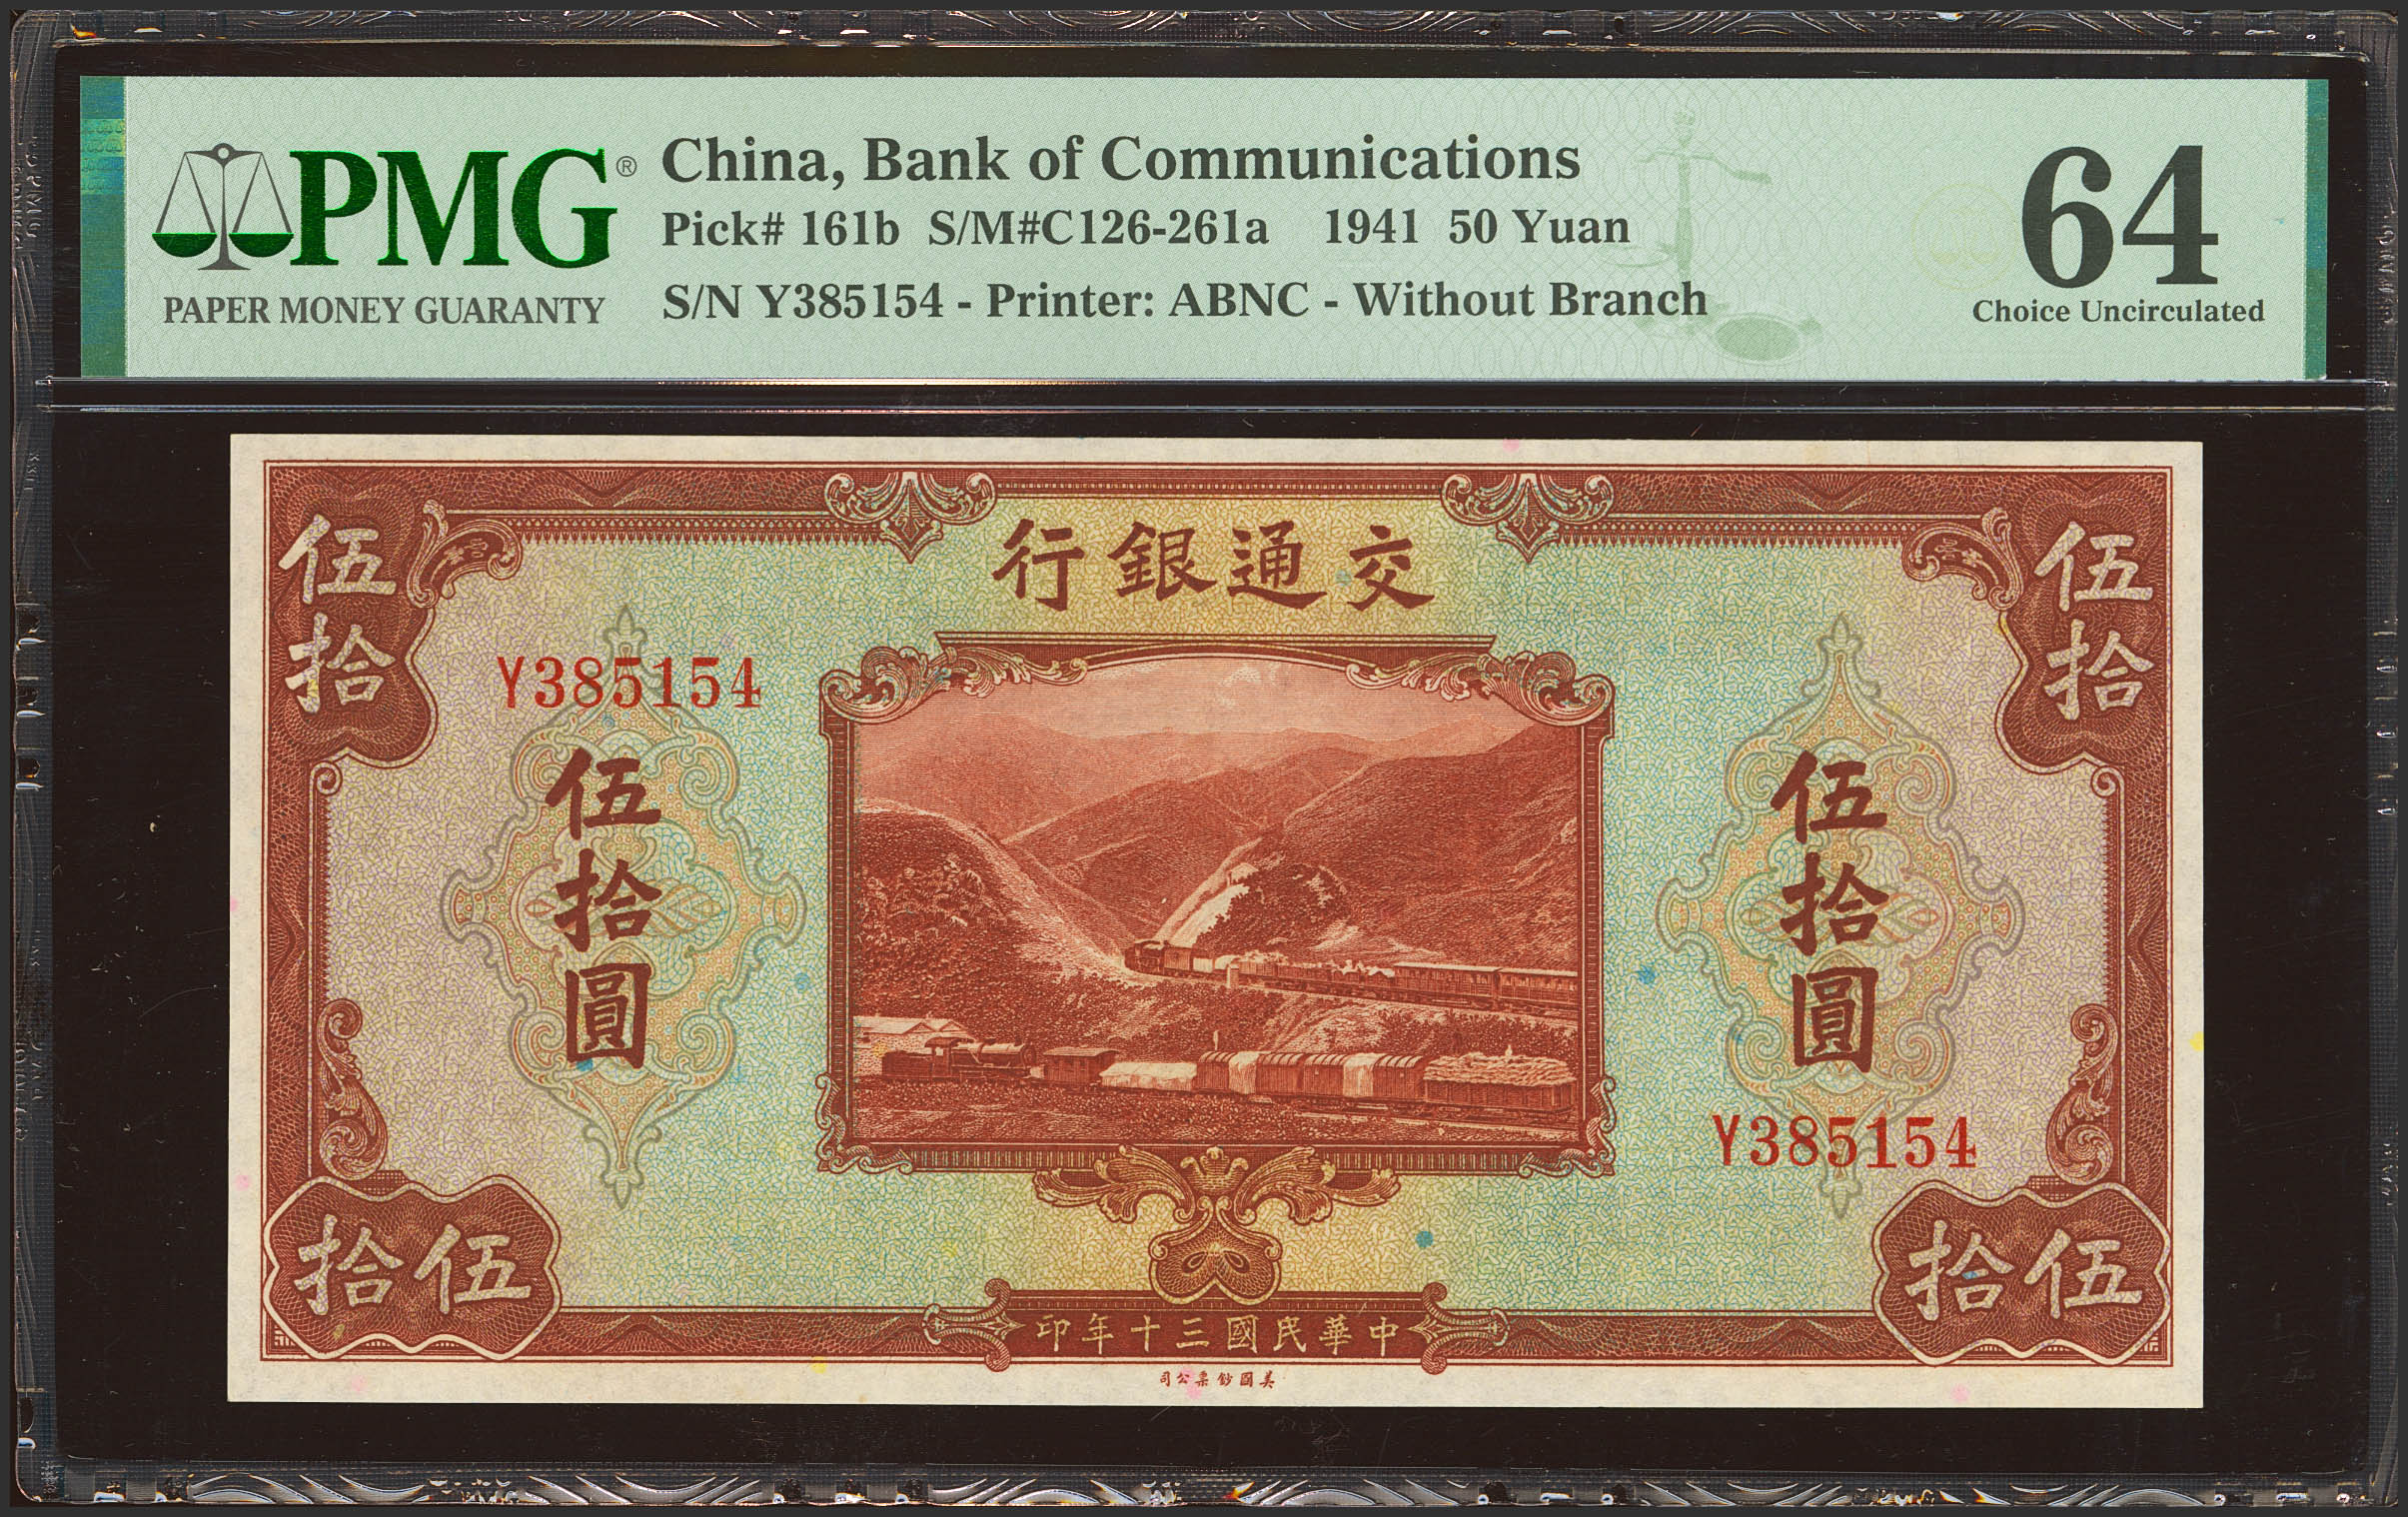 PMG®
PAPER MONEY GUARANTY
China, Bank of Communications
Pick# 161b S/M#C126-261a 1941 50 Yuan
S/N Y385154 - Printer: ABNC - Without Branch
64
Choice Uncirculated
行銀通交
伍拾
伍拾
Y385154
伍拾圓
伍拾圓
Y385154
拾伍
拾伍
印年十三國民華中
司公票鈔國美